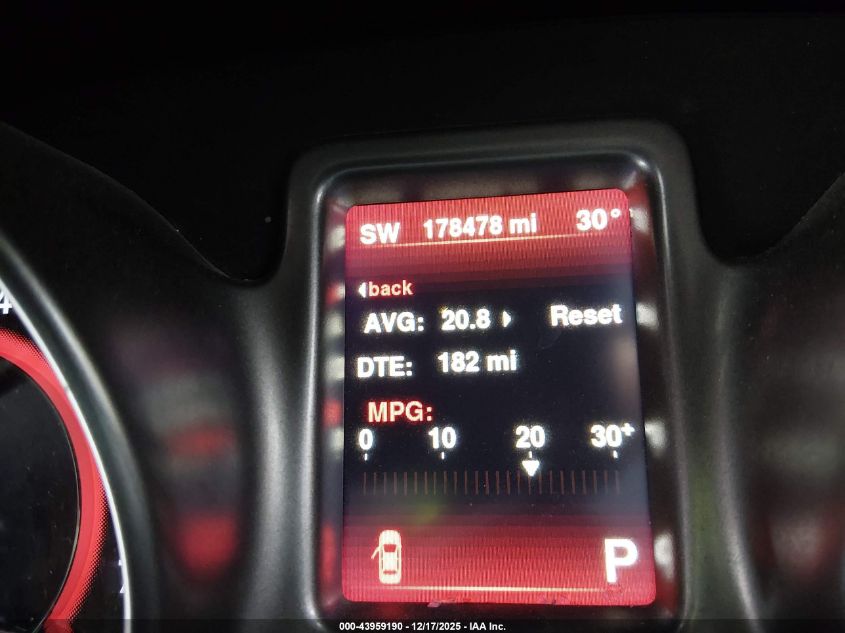 SW 178478 mi 30°
back
AVG: 20.8 Reset
DTE: 182 mi
MPG:
0 10 20 30+
P
4
000-43959190 - 12/17/2025 - IAA Inc.